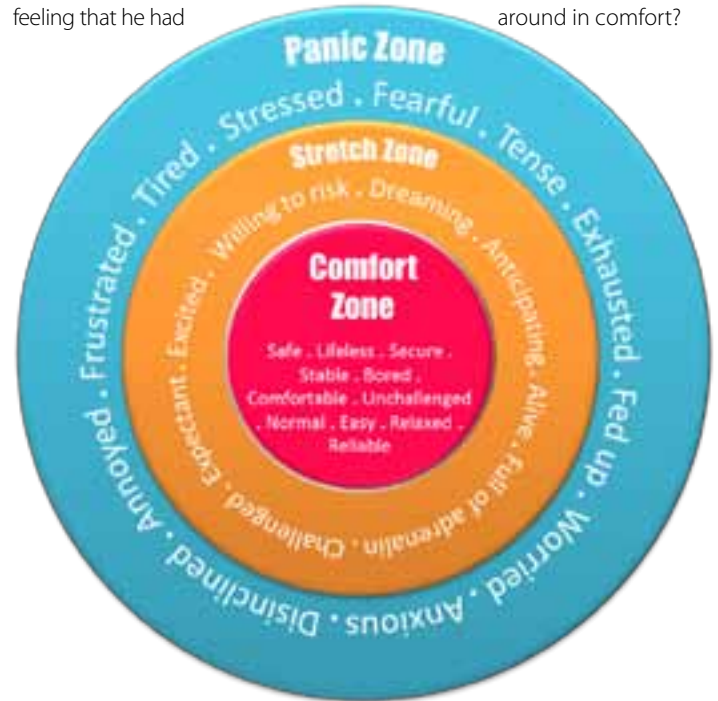 feeling that he had
around in comfort?
Panic Zone
Annoyed . Frustrated . Tired . Stressed . Fearful . Tense . Exhausted . Fed up . Worried . Anxious . Disinclined .
Stretch Zone
Expectant . Excited . Willing to risk . Dreaming . Anticipating . Alive . Full of adrenalin . Challenged .
Comfort
Zone
Safe . Lifeless . Secure .
Stable . Bored .
Comfortable . Unchallenged
. Normal . Easy . Relaxed .
Reliable